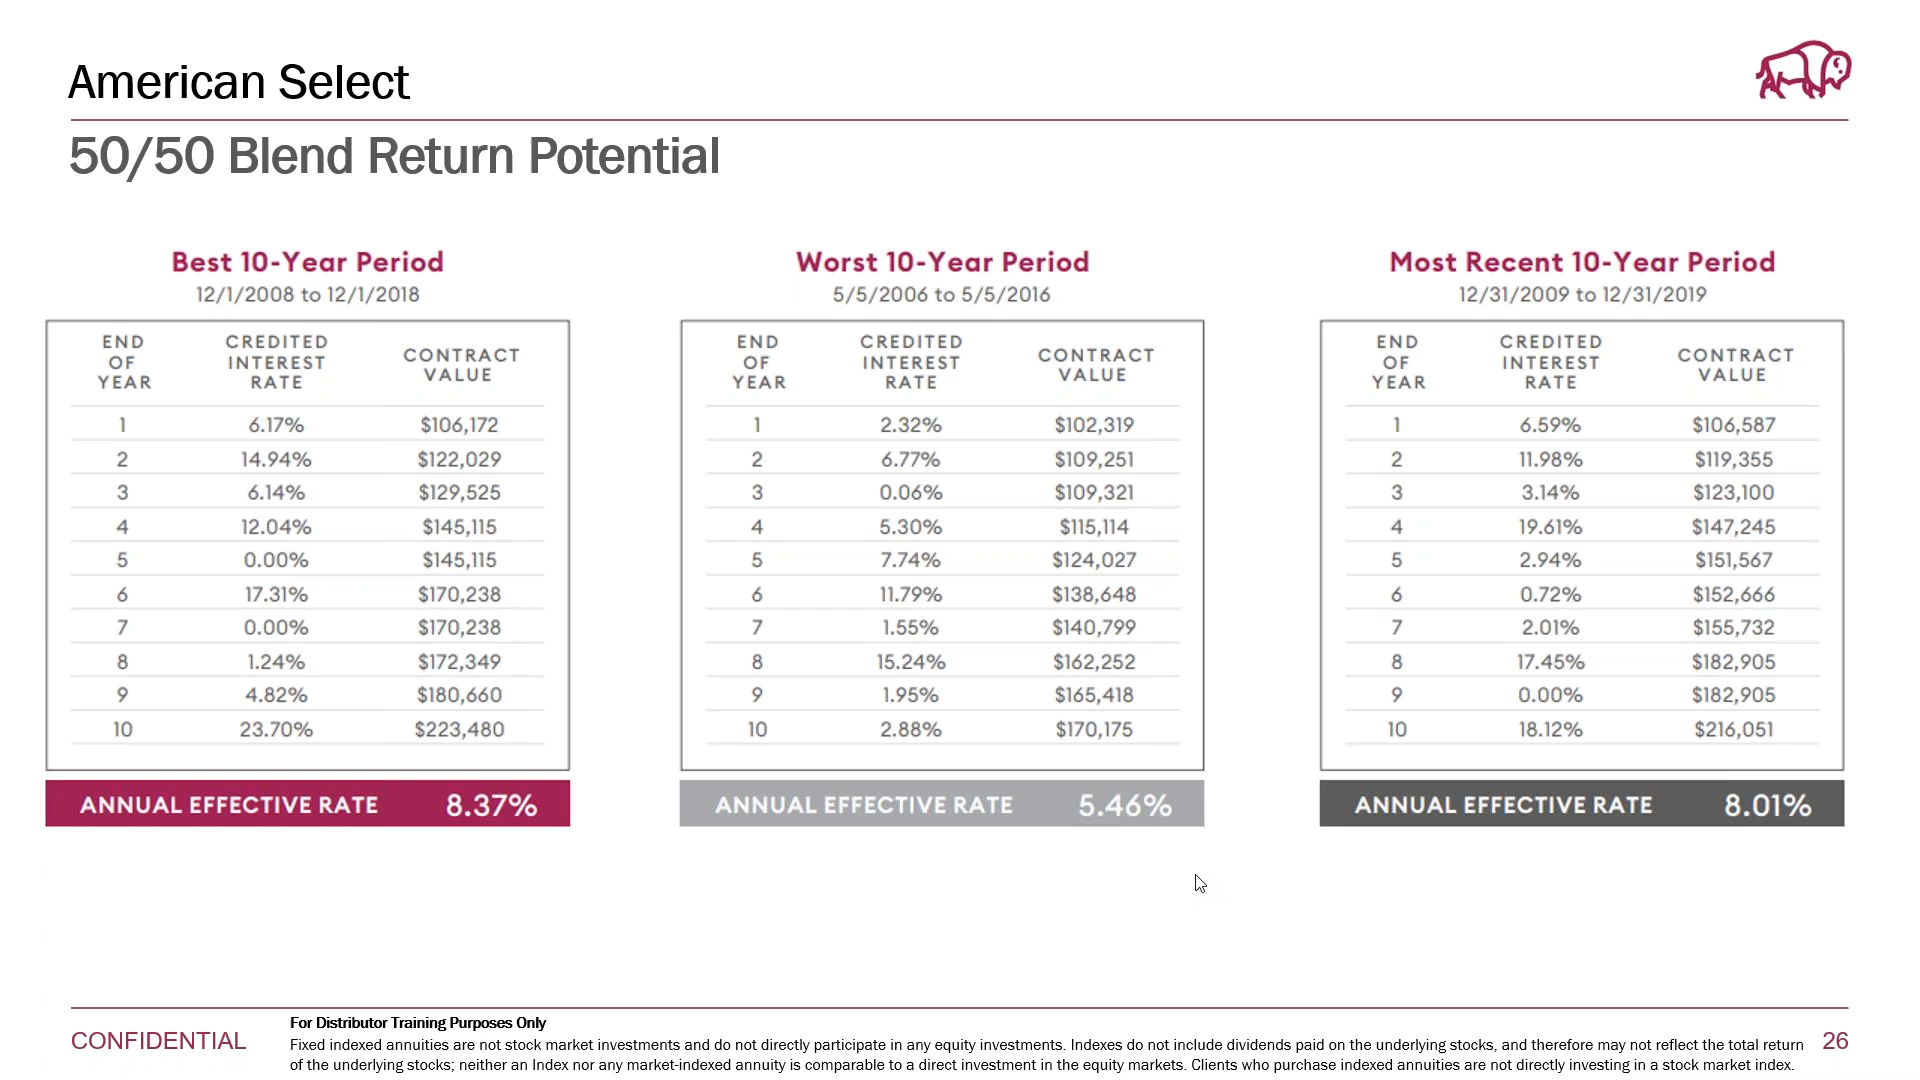 American Select
50/50 Blend Return Potential
Best 10-Year Period
12/1/2008 to 12/1/2018
END OF YEAR CREDITED INTEREST RATE CONTRACT VALUE
1 6.17% $106,172
2 14.94% $122,029
3 6.14% $129,525
4 12.04% $145,115
5 0.00% $145,115
6 17.31% $170,238
7 0.00% $170,238
8 1.24% $172,349
9 4.82% $180,660
10 23.70% $223,480
ANNUAL EFFECTIVE RATE 8.37%
Worst 10-Year Period
5/5/2006 to 5/5/2016
END OF YEAR CREDITED INTEREST RATE CONTRACT VALUE
1 2.32% $102,319
2 6.77% $109,251
3 0.06% $109,321
4 5.30% $115,114
5 7.74% $124,027
6 11.79% $138,648
7 1.55% $140,799
8 15.24% $162,252
9 1.95% $165,418
10 2.88% $170,175
ANNUAL EFFECTIVE RATE 5.46%
Most Recent 10-Year Period
12/31/2009 to 12/31/2019
END OF YEAR CREDITED INTEREST RATE CONTRACT VALUE
1 6.59% $106,587
2 11.98% $119,355
3 3.14% $123,100
4 19.61% $147,245
5 2.94% $151,567
6 0.72% $152,666
7 2.01% $155,732
8 17.45% $182,905
9 0.00% $182,905
10 18.12% $216,051
ANNUAL EFFECTIVE RATE 8.01%
CONFIDENTIAL
For Distributor Training Purposes Only
Fixed indexed annuities are not stock market investments and do not directly participate in any equity investments. Indexes do not include dividends paid on the underlying stocks, and therefore may not reflect the total return
of the underlying stocks; neither an Index nor any market-indexed annuity is comparable to a direct investment in the equity markets. Clients who purchase indexed annuities are not directly investing in a stock market index.
26